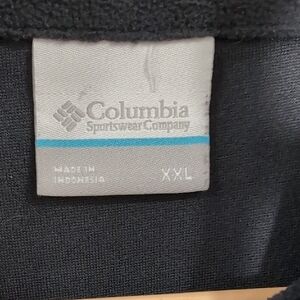 Columbia
Sportswear Company
MADE IN
INDONESIA
XXL